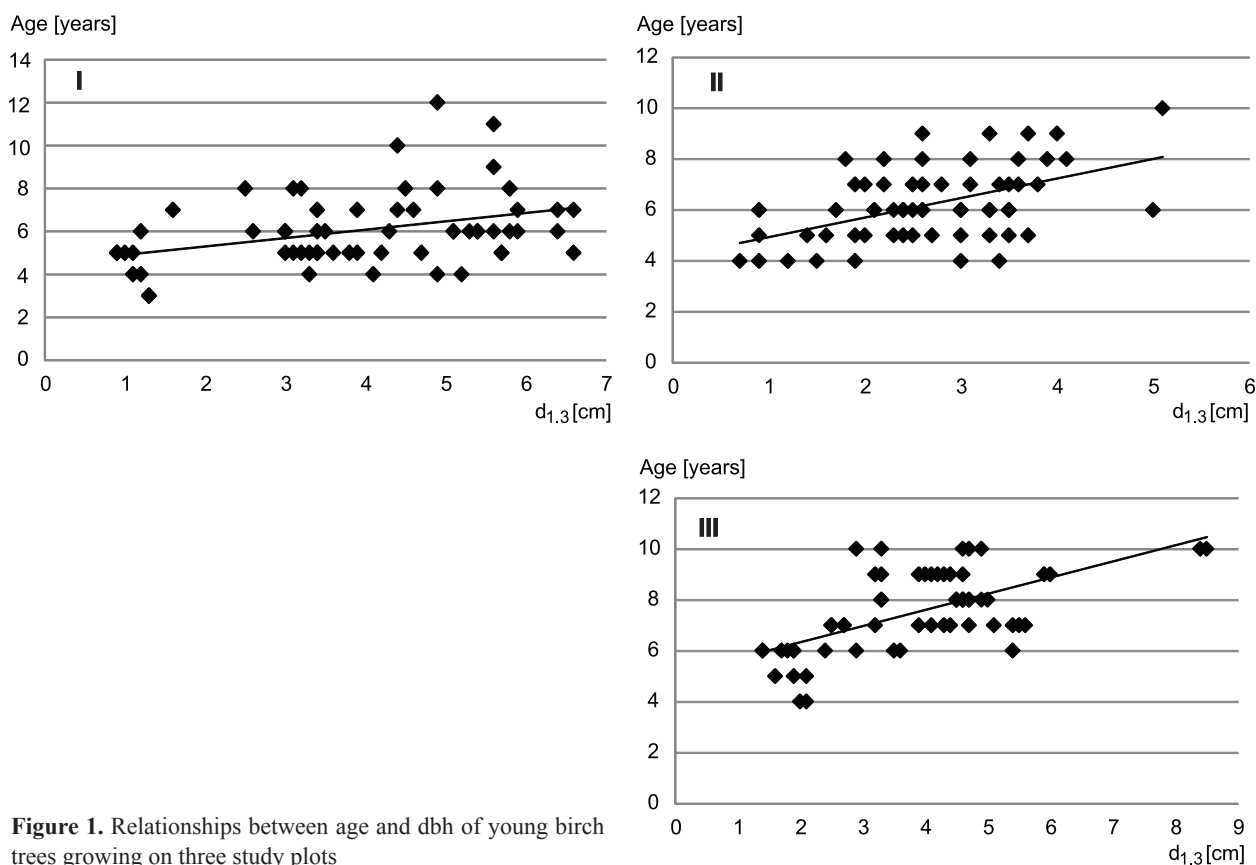 Age [years]
I
14
12
10
8
6
4
2
0
0 1 2 3 4 5 6 7
d1.3 [cm]
Age [years]
II
12
10
8
6
4
2
0
0 1 2 3 4 5 6
d1.3 [cm]
Age [years]
III
12
10
8
6
4
2
0
0 1 2 3 4 5 6 7 8 9
d1.3 [cm]
Figure 1. Relationships between age and dbh of young birch
trees growing on three study plots